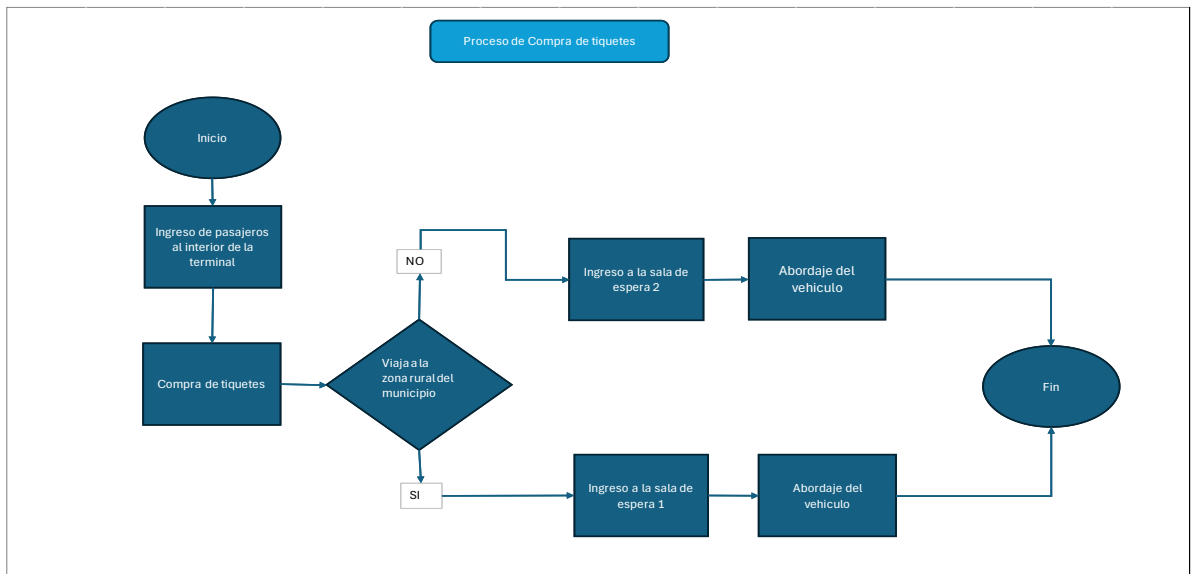 Proceso de Compra de tiquetes
Inicio
Ingreso de pasajeros
al interior de la
terminal
Compra de tiquetes
Viaja a la
zona rural del
municipio
NO
Ingreso a la sala de
espera 2
Abordaje del
vehiculo
SI
Ingreso a la sala de
espera 1
Abordaje del
vehiculo
Fin